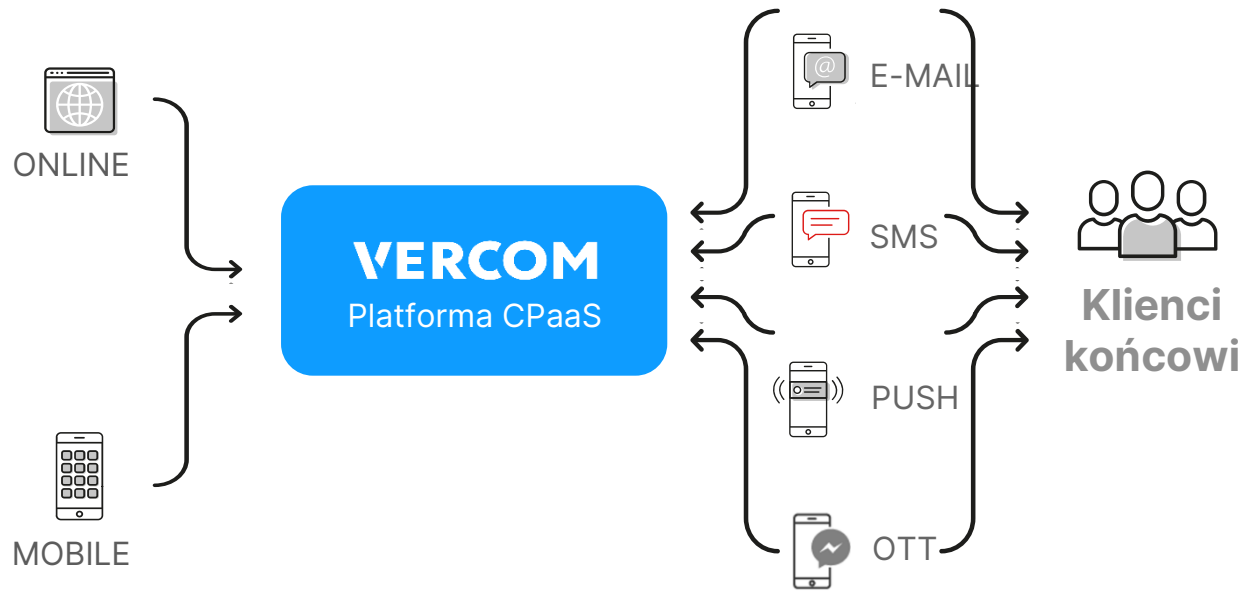 ONLINE
MOBILE
VERCOM
Platforma CPaaS
E-MAIL
@
SMS
PUSH
OTT
Klienci
końcowi